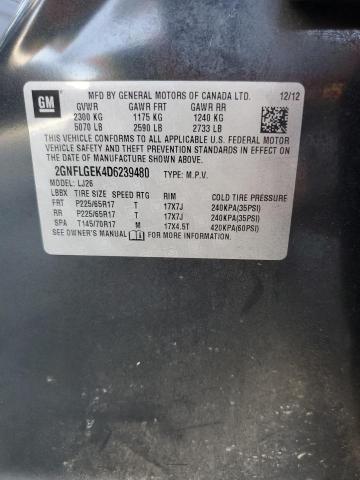 GM
MFD BY GENERAL MOTORS OF CANADA LTD. 12/12
GVWR GAWR FRT GAWR RR
2300 KG 1175 KG 1240 KG
5070 LB 2590 LB 2733 LB
THIS VEHICLE CONFORMS TO ALL APPLICABLE U.S. FEDERAL MOTOR
VEHICLE SAFETY AND THEFT PREVENTION STANDARDS IN EFFECT
ON THE DATE OF MANUFACTURE SHOWN ABOVE.
2GNFLGEK4D6239480 TYPE: M.P.V.
MODEL: LJ26
LBBX TIRE SIZE SPEED RTG RIM COLD TIRE PRESSURE
FRT P225/65R17 T 17X7J 240KPA(35PSI)
RR P225/65R17 T 17X7J 240KPA(35PSI)
SPA T145/70R17 M 17X4.5T 420KPA(60PSI)
SEE OWNER'S MANUAL FOR MORE INFORMATION